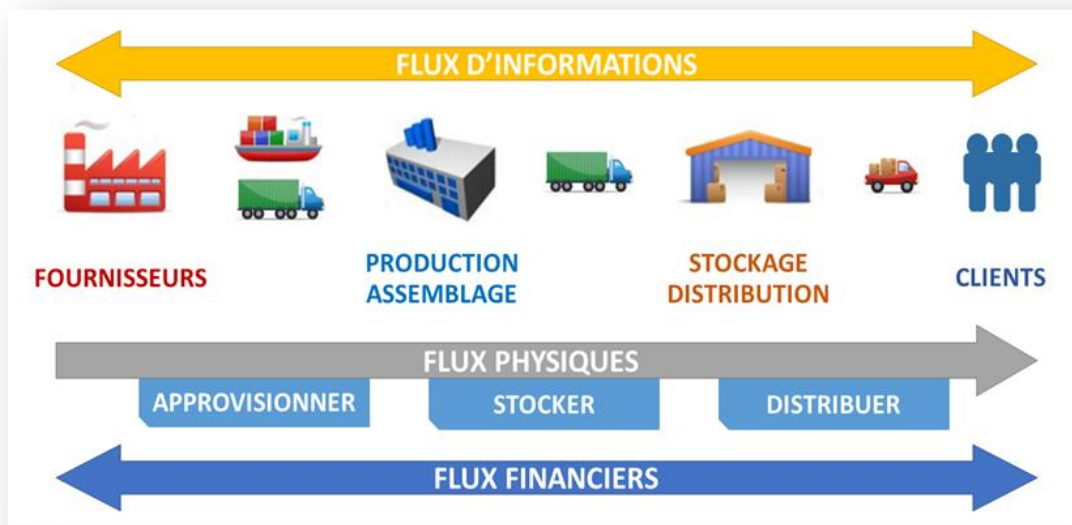 FLUX D'INFORMATIONS
FOURNISSEURS
PRODUCTION
ASSEMBLAGE
STOCKAGE
DISTRIBUTION
CLIENTS
FLUX PHYSIQUES
APPROVISIONNER
STOCKER
DISTRIBUER
FLUX FINANCIERS